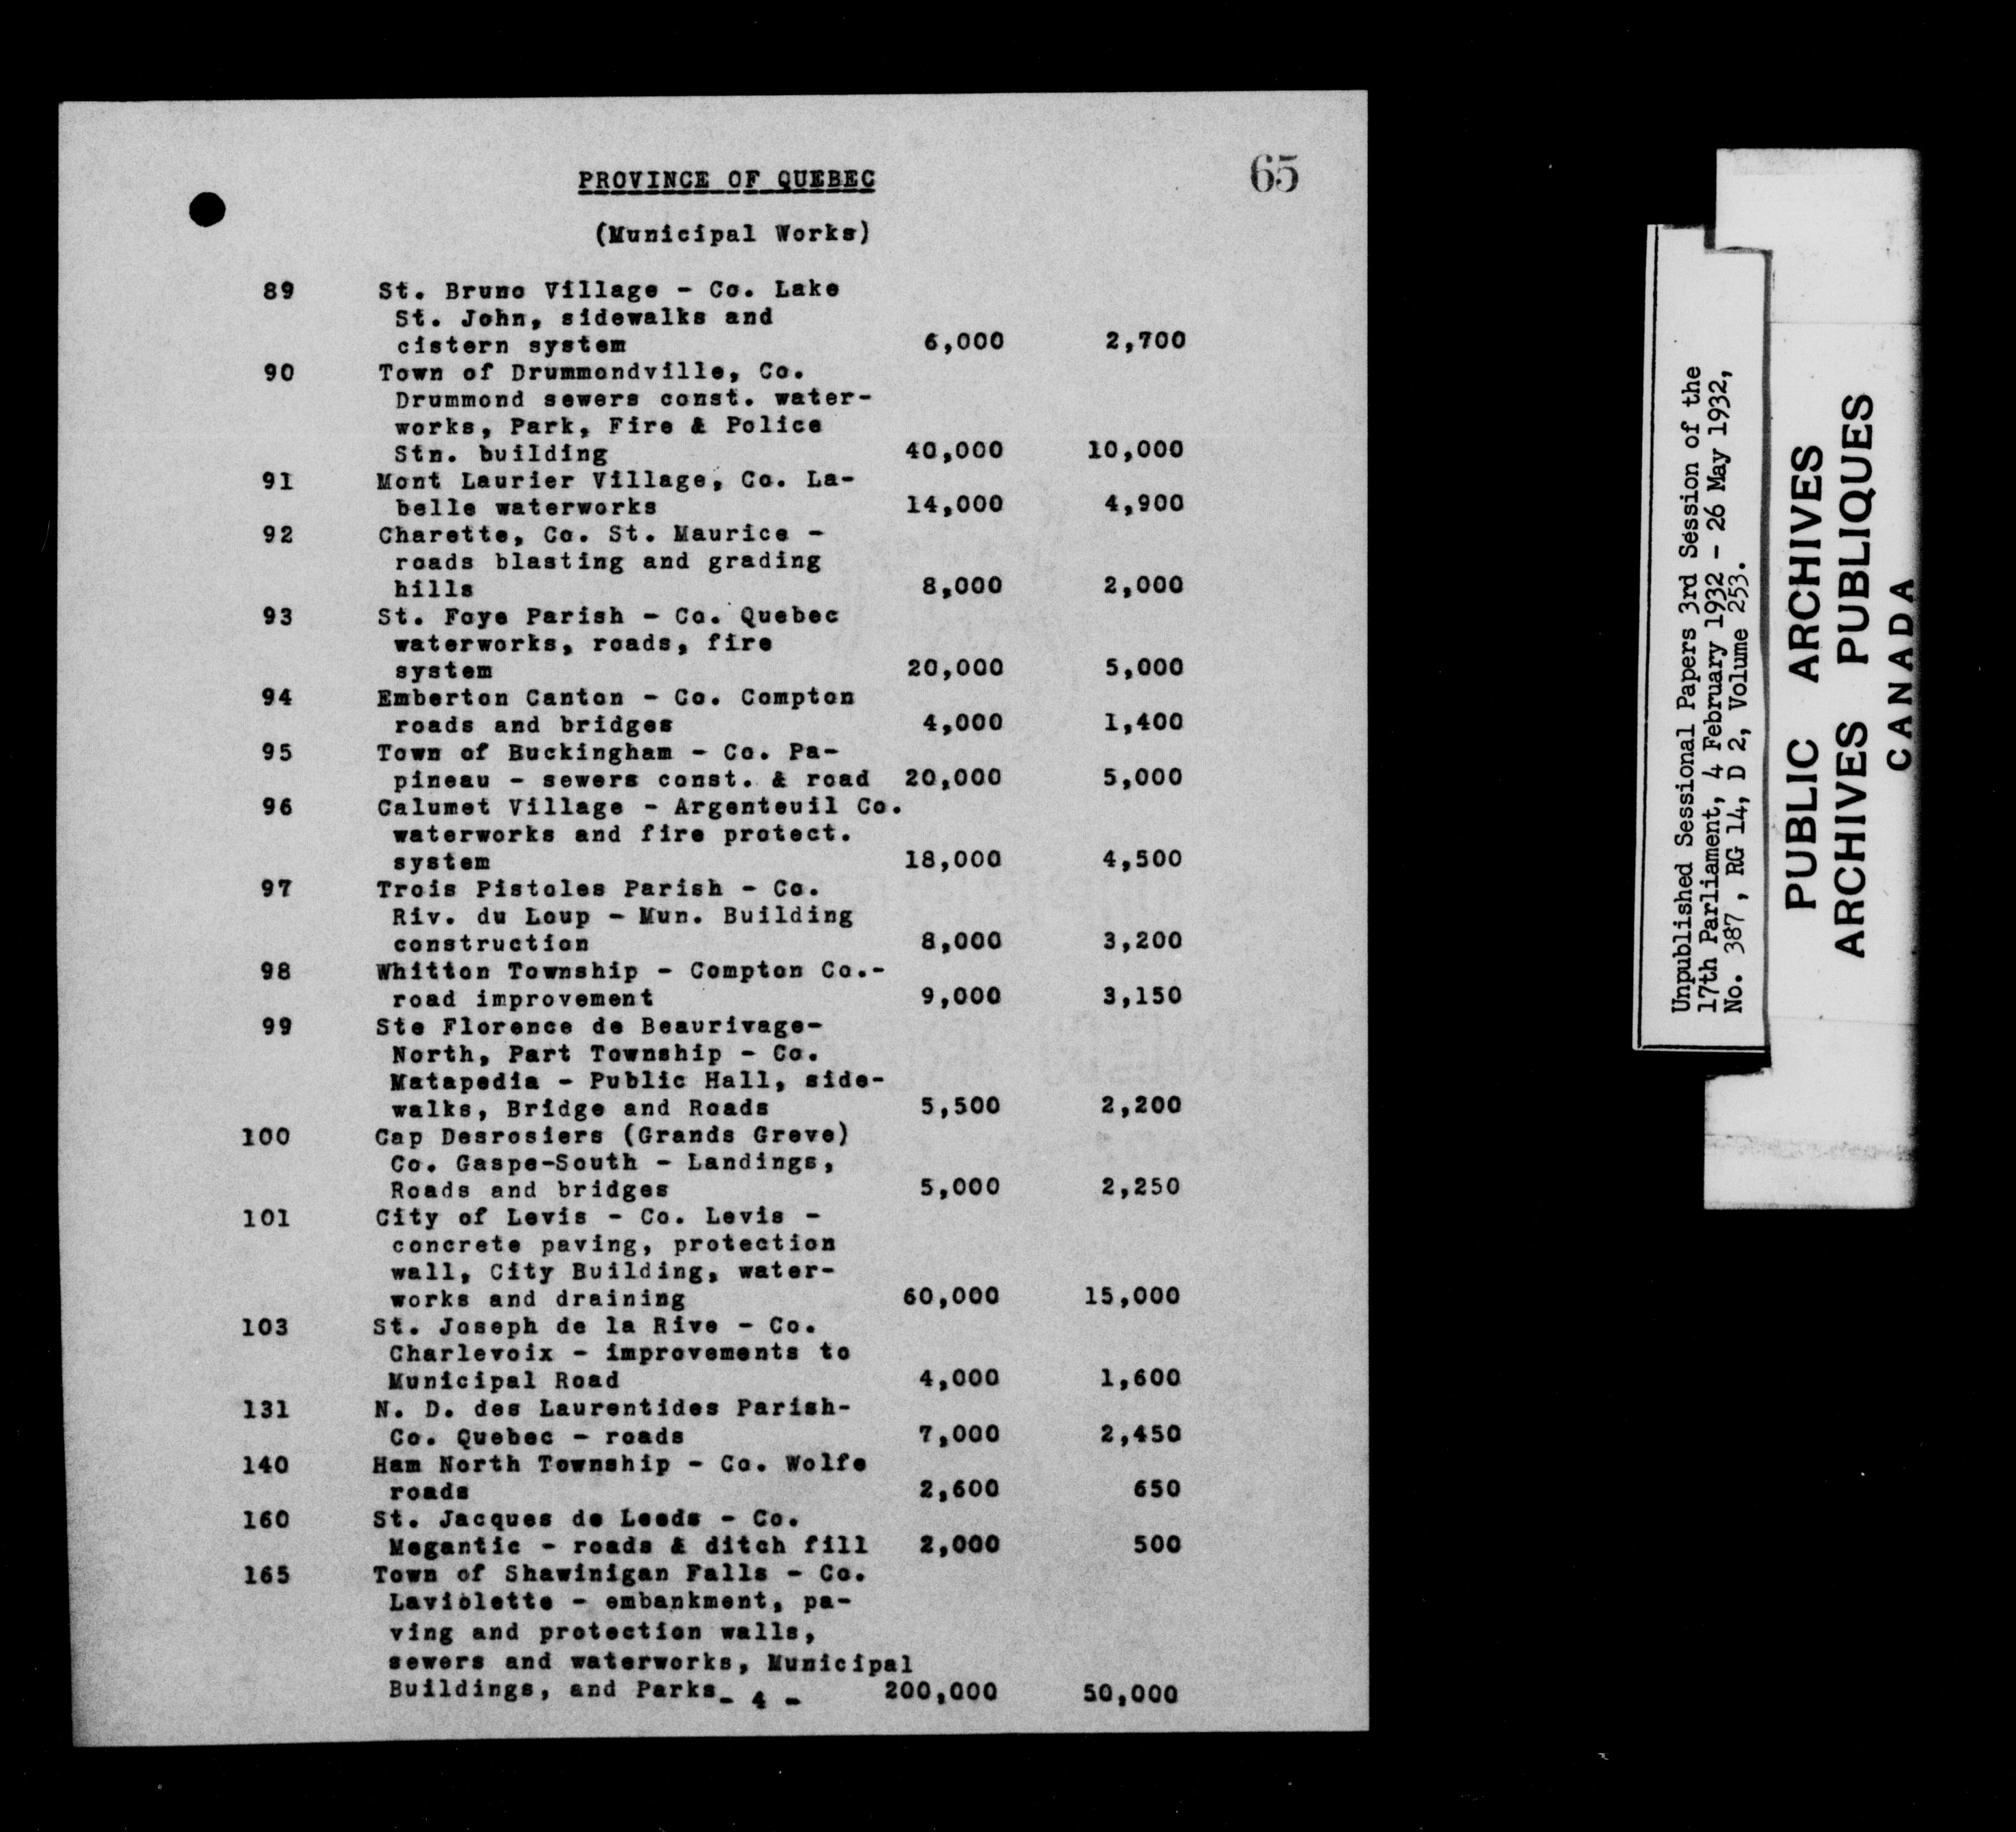 65
PROVINCE OF QUEBEC
(Municipal Works)
89 St. Bruno Village - Co. Lake
St. John, sidewalks and
cistern system 6,000 2,700
90 Town of Drummondville, Co.
Drummond sewers const. water-
works, Park, Fire & Police
Stn. building 40,000 10,000
91 Mont Laurier Village, Co. La-
belle waterworks 14,000 4,900
92 Charette, Co. St. Maurice -
roads blasting and grading
hills 8,000 2,000
93 St. Foye Parish - Co. Quebec
waterworks, roads, fire
system 20,000 5,000
94 Emberton Canton - Co. Compton
roads and bridges 4,000 1,400
95 Town of Buckingham - Co. Pa-
pineau - sewers const. & road 20,000 5,000
96 Calumet Village - Argenteuil Co.
waterworks and fire protect.
system 18,000 4,500
97 Trois Pistoles Parish - Co.
Riv. du Loup - Mun. Building
construction 8,000 3,200
98 Whitton Township - Compton Co.-
road improvement 9,000 3,150
99 Ste Florence de Beaurivage-
North, Part Township - Co.
Matapedia - Public Hall, side-
walks, Bridge and Roads 5,500 2,200
100 Cap Desrosiers (Grands Greve)
Co. Gaspe-South - Landings,
Roads and bridges 5,000 2,250
101 City of Levis - Co. Levis -
concrete paving, protection
wall, City Building, water-
works and draining 60,000 15,000
103 St. Joseph de la Rive - Co.
Charlevoix - improvements to
Municipal Road 4,000 1,600
131 N. D. des Laurentides Parish-
Co. Quebec - roads 7,000 2,450
140 Ham North Township - Co. Wolfe
roads 2,600 650
160 St. Jacques de Leeds - Co.
Megantic - roads & ditch fill 2,000 500
165 Town of Shawinigan Falls - Co.
Laviolette - embankment, pa-
ving and protection walls,
sewers and waterworks, Municipal
Buildings, and Parks 200,000 50,000
- 4 -
Unpublished Sessional Papers 3rd Session of the
17th Parliament, 4 February 1932 - 26 May 1932,
No. 387 , RG 14, D 2, Volume 253.
PUBLIC ARCHIVES
ARCHIVES PUBLIQUES
CANADA